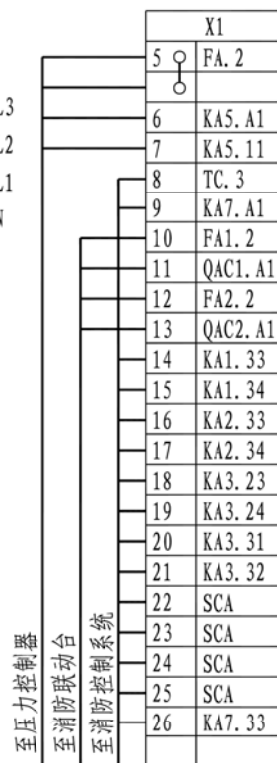 X1
5 FA.2
6 KA5.A1
7 KA5.11
8 TC.3
9 KA7.A1
10 FA1.2
11 QAC1.A1
12 FA2.2
13 QAC2.A1
14 KA1.33
15 KA1.34
16 KA2.33
17 KA2.34
18 KA3.23
19 KA3.24
20 KA3.31
21 KA3.32
22 SCA
23 SCA
24 SCA
25 SCA
26 KA7.33
至压力控制器
至消防联动台
至消防控制系统